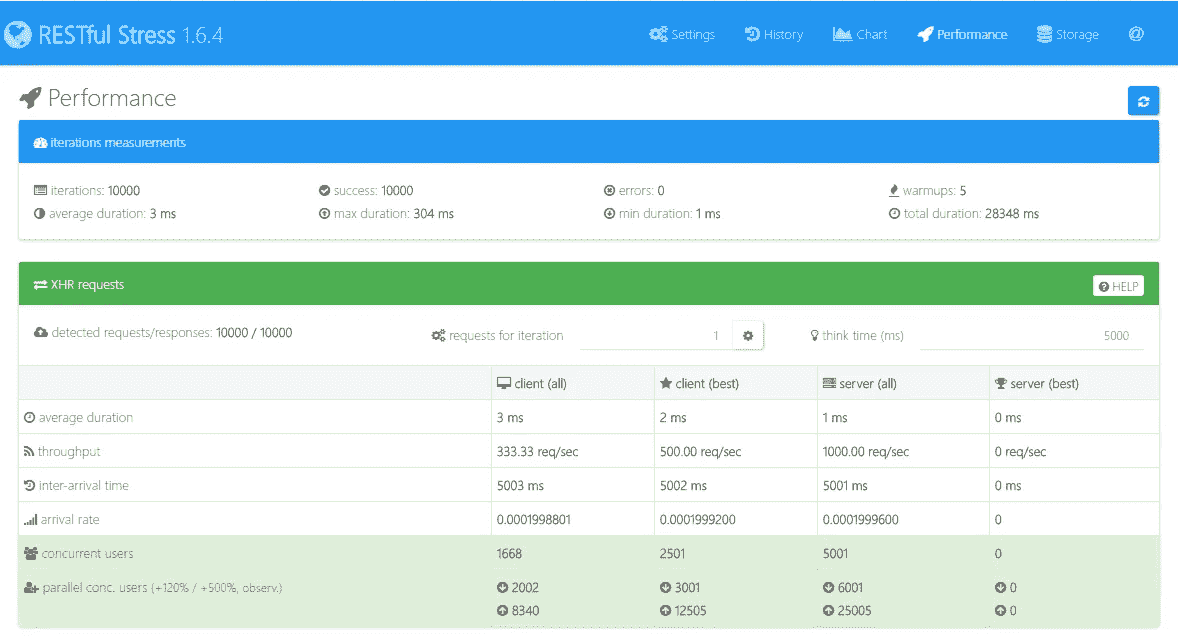 RESTful Stress 1.6.4
Settings History Chart Performance Storage @
Performance
iterations measurements
iterations: 10000 success: 10000 errors: 0 warmups: 5
average duration: 3 ms max duration: 304 ms min duration: 1 ms total duration: 28348 ms
XHR requests HELP
detected requests/responses: 10000 / 10000 requests for iteration 1 think time (ms) 5000
client (all) client (best) server (all) server (best)
average duration 3 ms 2 ms 1 ms 0 ms
throughput 333.33 req/sec 500.00 req/sec 1000.00 req/sec 0 req/sec
inter-arrival time 5003 ms 5002 ms 5001 ms 0 ms
arrival rate 0.0001998801 0.0001999200 0.0001999600 0
concurrent users 1668 2501 5001 0
parallel conc. users (+120% / +500%, observ.) 2002 3001 6001 0
8340 12505 25005 0